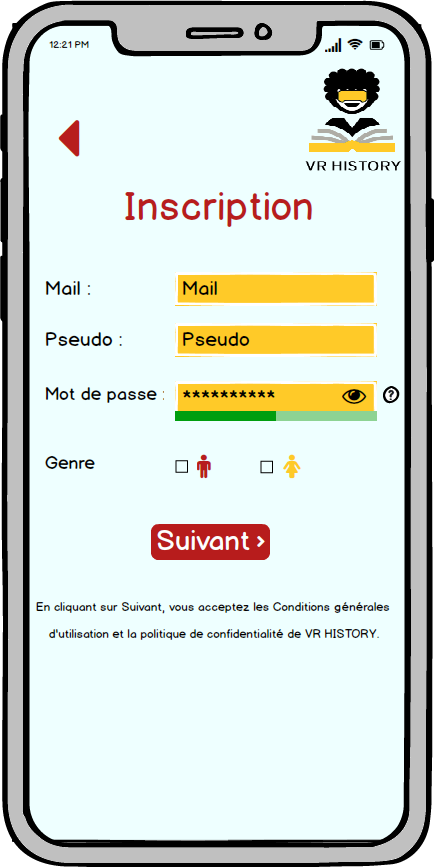 12:21 PM
VR HISTORY
Inscription
Mail : Mail
Pseudo : Pseudo
Mot de passe : ********** ?
Genre
Suivant >
En cliquant sur Suivant, vous acceptez les Conditions générales
d'utilisation et la politique de confidentialité de VR HISTORY.